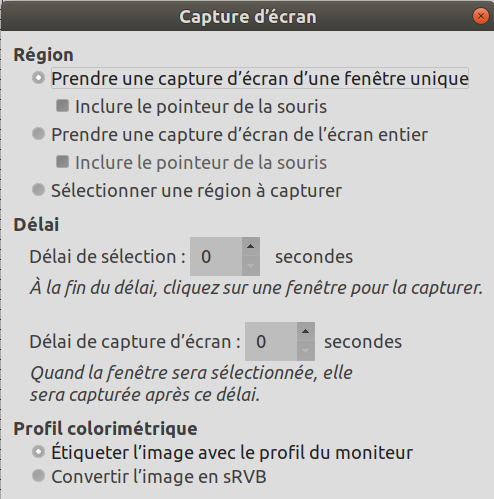 Capture d'écran
Région
Prendre une capture d'écran d'une fenêtre unique
Inclure le pointeur de la souris
Prendre une capture d'écran de l'écran entier
Inclure le pointeur de la souris
Sélectionner une région à capturer
Délai
Délai de sélection : 0 secondes
À la fin du délai, cliquez sur une fenêtre pour la capturer.
Délai de capture d'écran : 0 secondes
Quand la fenêtre sera sélectionnée, elle
sera capturée après ce délai.
Profil colorimétrique
Étiqueter l'image avec le profil du moniteur
Convertir l'image en sRVB